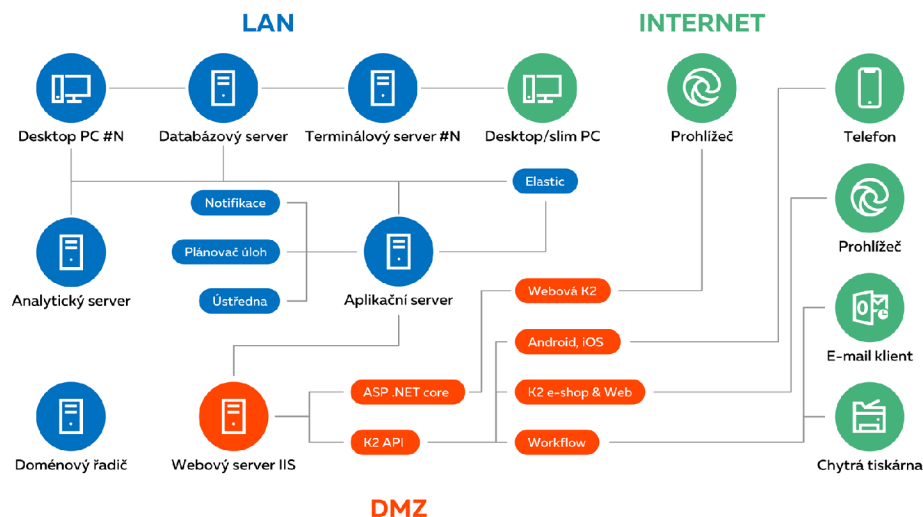 LAN
INTERNET
Desktop PC #N
Databázový server
Terminálový server #N
Desktop/slim PC
Prohlížeč
Telefon
Elastic
Notifikace
Plánovač úloh
Ústředna
Analytický server
Aplikační server
Prohlížeč
Webová K2
Android, iOS
E-mail klient
ASP .NET core
K2 e-shop & Web
K2 API
Workflow
Doménový řadič
Webový server IIS
Chytrá tiskárna
DMZ